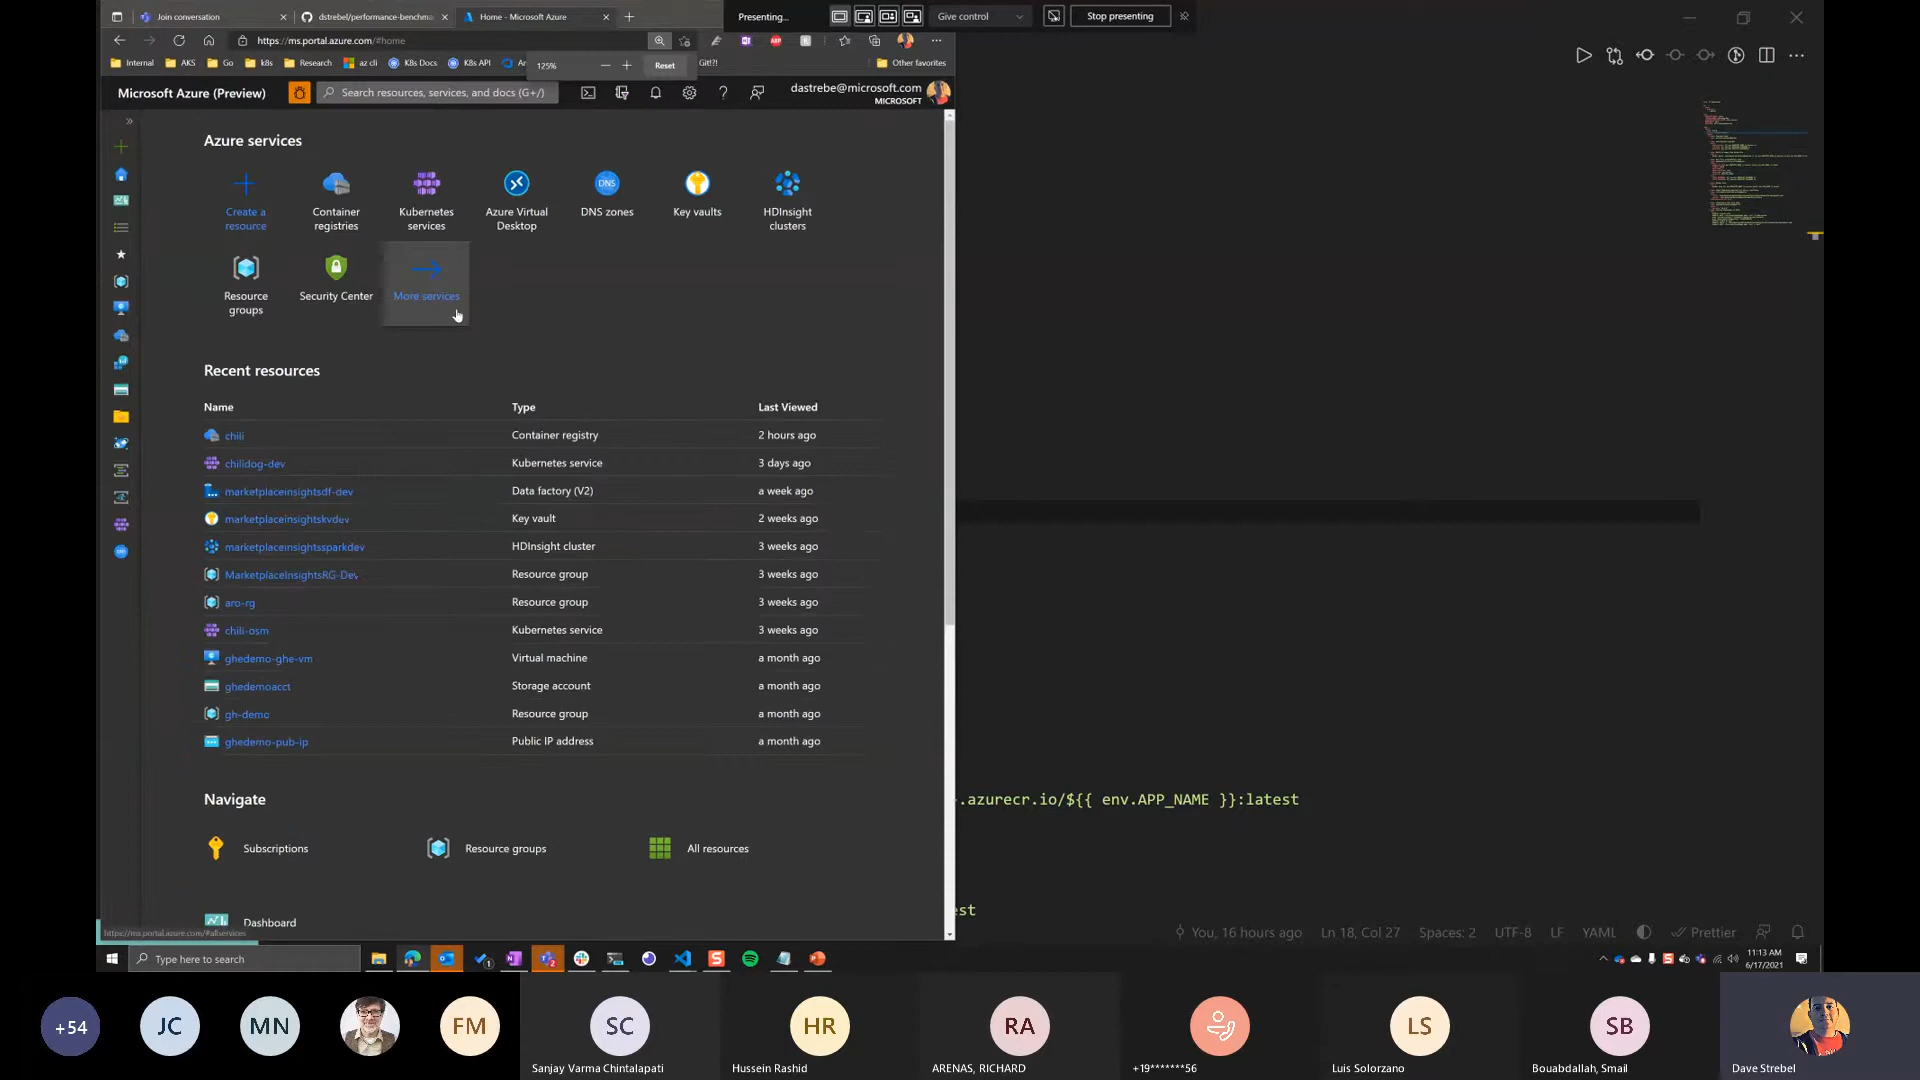 Join conversation
dstrebel/performance-benchma
Home - Microsoft Azure
Presenting...
Give control
Stop presenting
https://ms.portal.azure.com/#home
Internal
AKS
Go
k8s
Research
az cli
K8s Docs
K8s API
Git!?!
Other favorites
125%
Reset
Microsoft Azure (Preview)
Search resources, services, and docs (G+/)
dastrebe@microsoft.com
MICROSOFT
Azure services
Create a
resource
Container
registries
Kubernetes
services
Azure Virtual
Desktop
DNS
DNS zones
Key vaults
HDInsight
clusters
Resource
groups
Security Center
More services
Recent resources
Name Type Last Viewed
chili Container registry 2 hours ago
chilidog-dev Kubernetes service 3 days ago
marketplaceinsightsdf-dev Data factory (V2) a week ago
marketplaceinsightskvdev Key vault 2 weeks ago
marketplaceinsightssparkdev HDInsight cluster 3 weeks ago
MarketplaceInsightsRG-Dev Resource group 3 weeks ago
aro-rg Resource group 3 weeks ago
chili-osm Kubernetes service 3 weeks ago
ghedemo-ghe-vm Virtual machine a month ago
ghedemoacct Storage account a month ago
gh-demo Resource group a month ago
ghedemo-pub-ip Public IP address a month ago
Navigate
Subscriptions
Resource groups
All resources
Dashboard
https://ms.portal.azure.com/#allservices
.azurecr.io/${{ env.APP_NAME }}:latest
est
You, 16 hours ago
Ln 18, Col 27
Spaces: 2
UTF-8
LF
YAML
Prettier
Type here to search
11:13 AM
6/17/2021
+54
JC
MN
FM
SC
HR
RA
LS
SB
Sanjay Varma Chintalapati
Hussein Rashid
ARENAS, RICHARD
+19*******56
Luis Solorzano
Bouabdallah, Smail
Dave Strebel